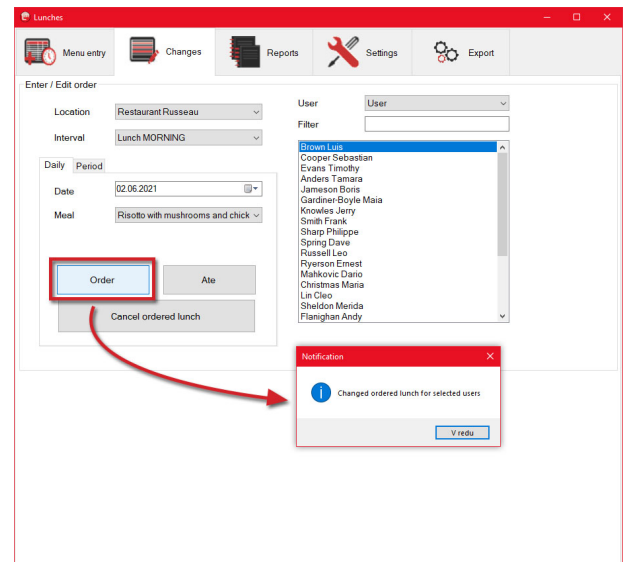 Lunches
Menu entry
Changes
Reports
Settings
Export
Enter / Edit order
Location
Restaurant Russeau
Interval
Lunch MORNING
Daily
Period
Date
02.06.2021
Meal
Risotto with mushrooms and chick
Order
Ate
Cancel ordered lunch
User
User
Filter
Brown Luis
Cooper Sebastian
Evans Timothy
Anders Tamara
Jameson Boris
Gardiner-Boyle Maia
Knowles Jerry
Smith Frank
Sharp Philippe
Spring Dave
Russell Leo
Ryerson Ernest
Mahkovic Dario
Christmas Maria
Lin Cleo
Sheldon Merida
Flanighan Andy
Notification
Changed ordered lunch for selected users
V redu